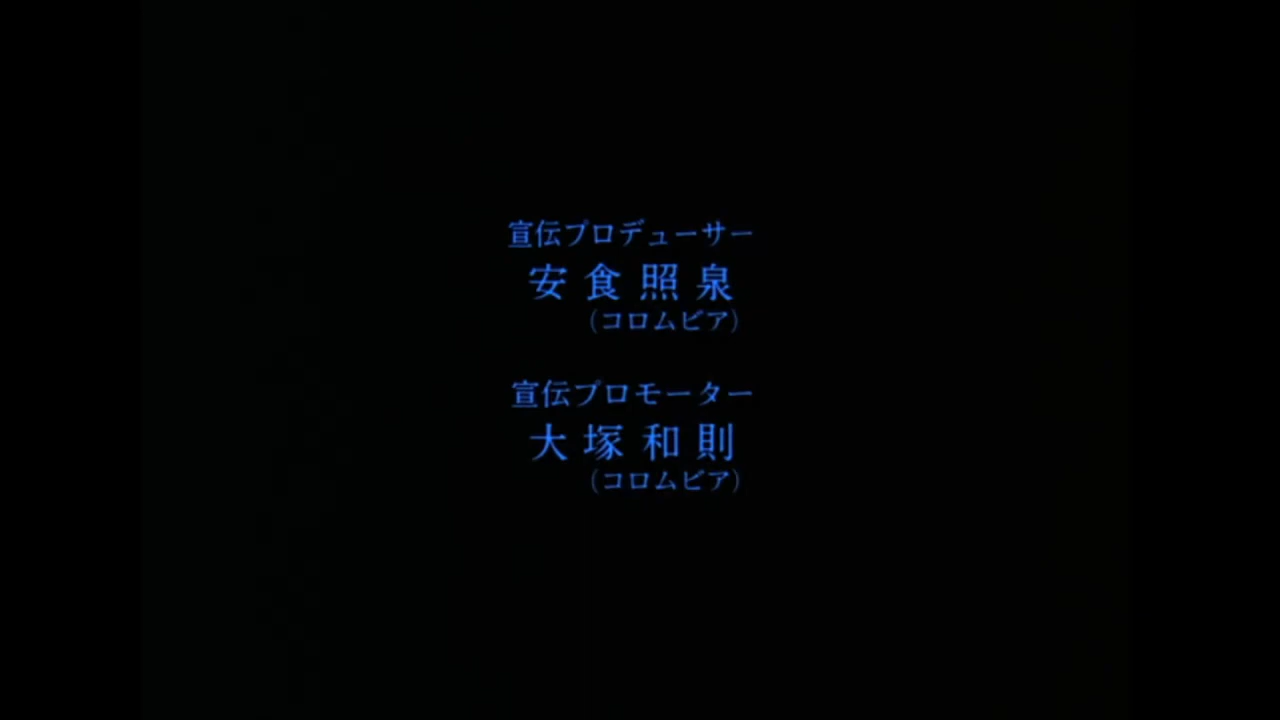 宣伝プロデューサー
安食照泉
(コロムビア)
宣伝プロモーター
大塚和則
(コロムビア)